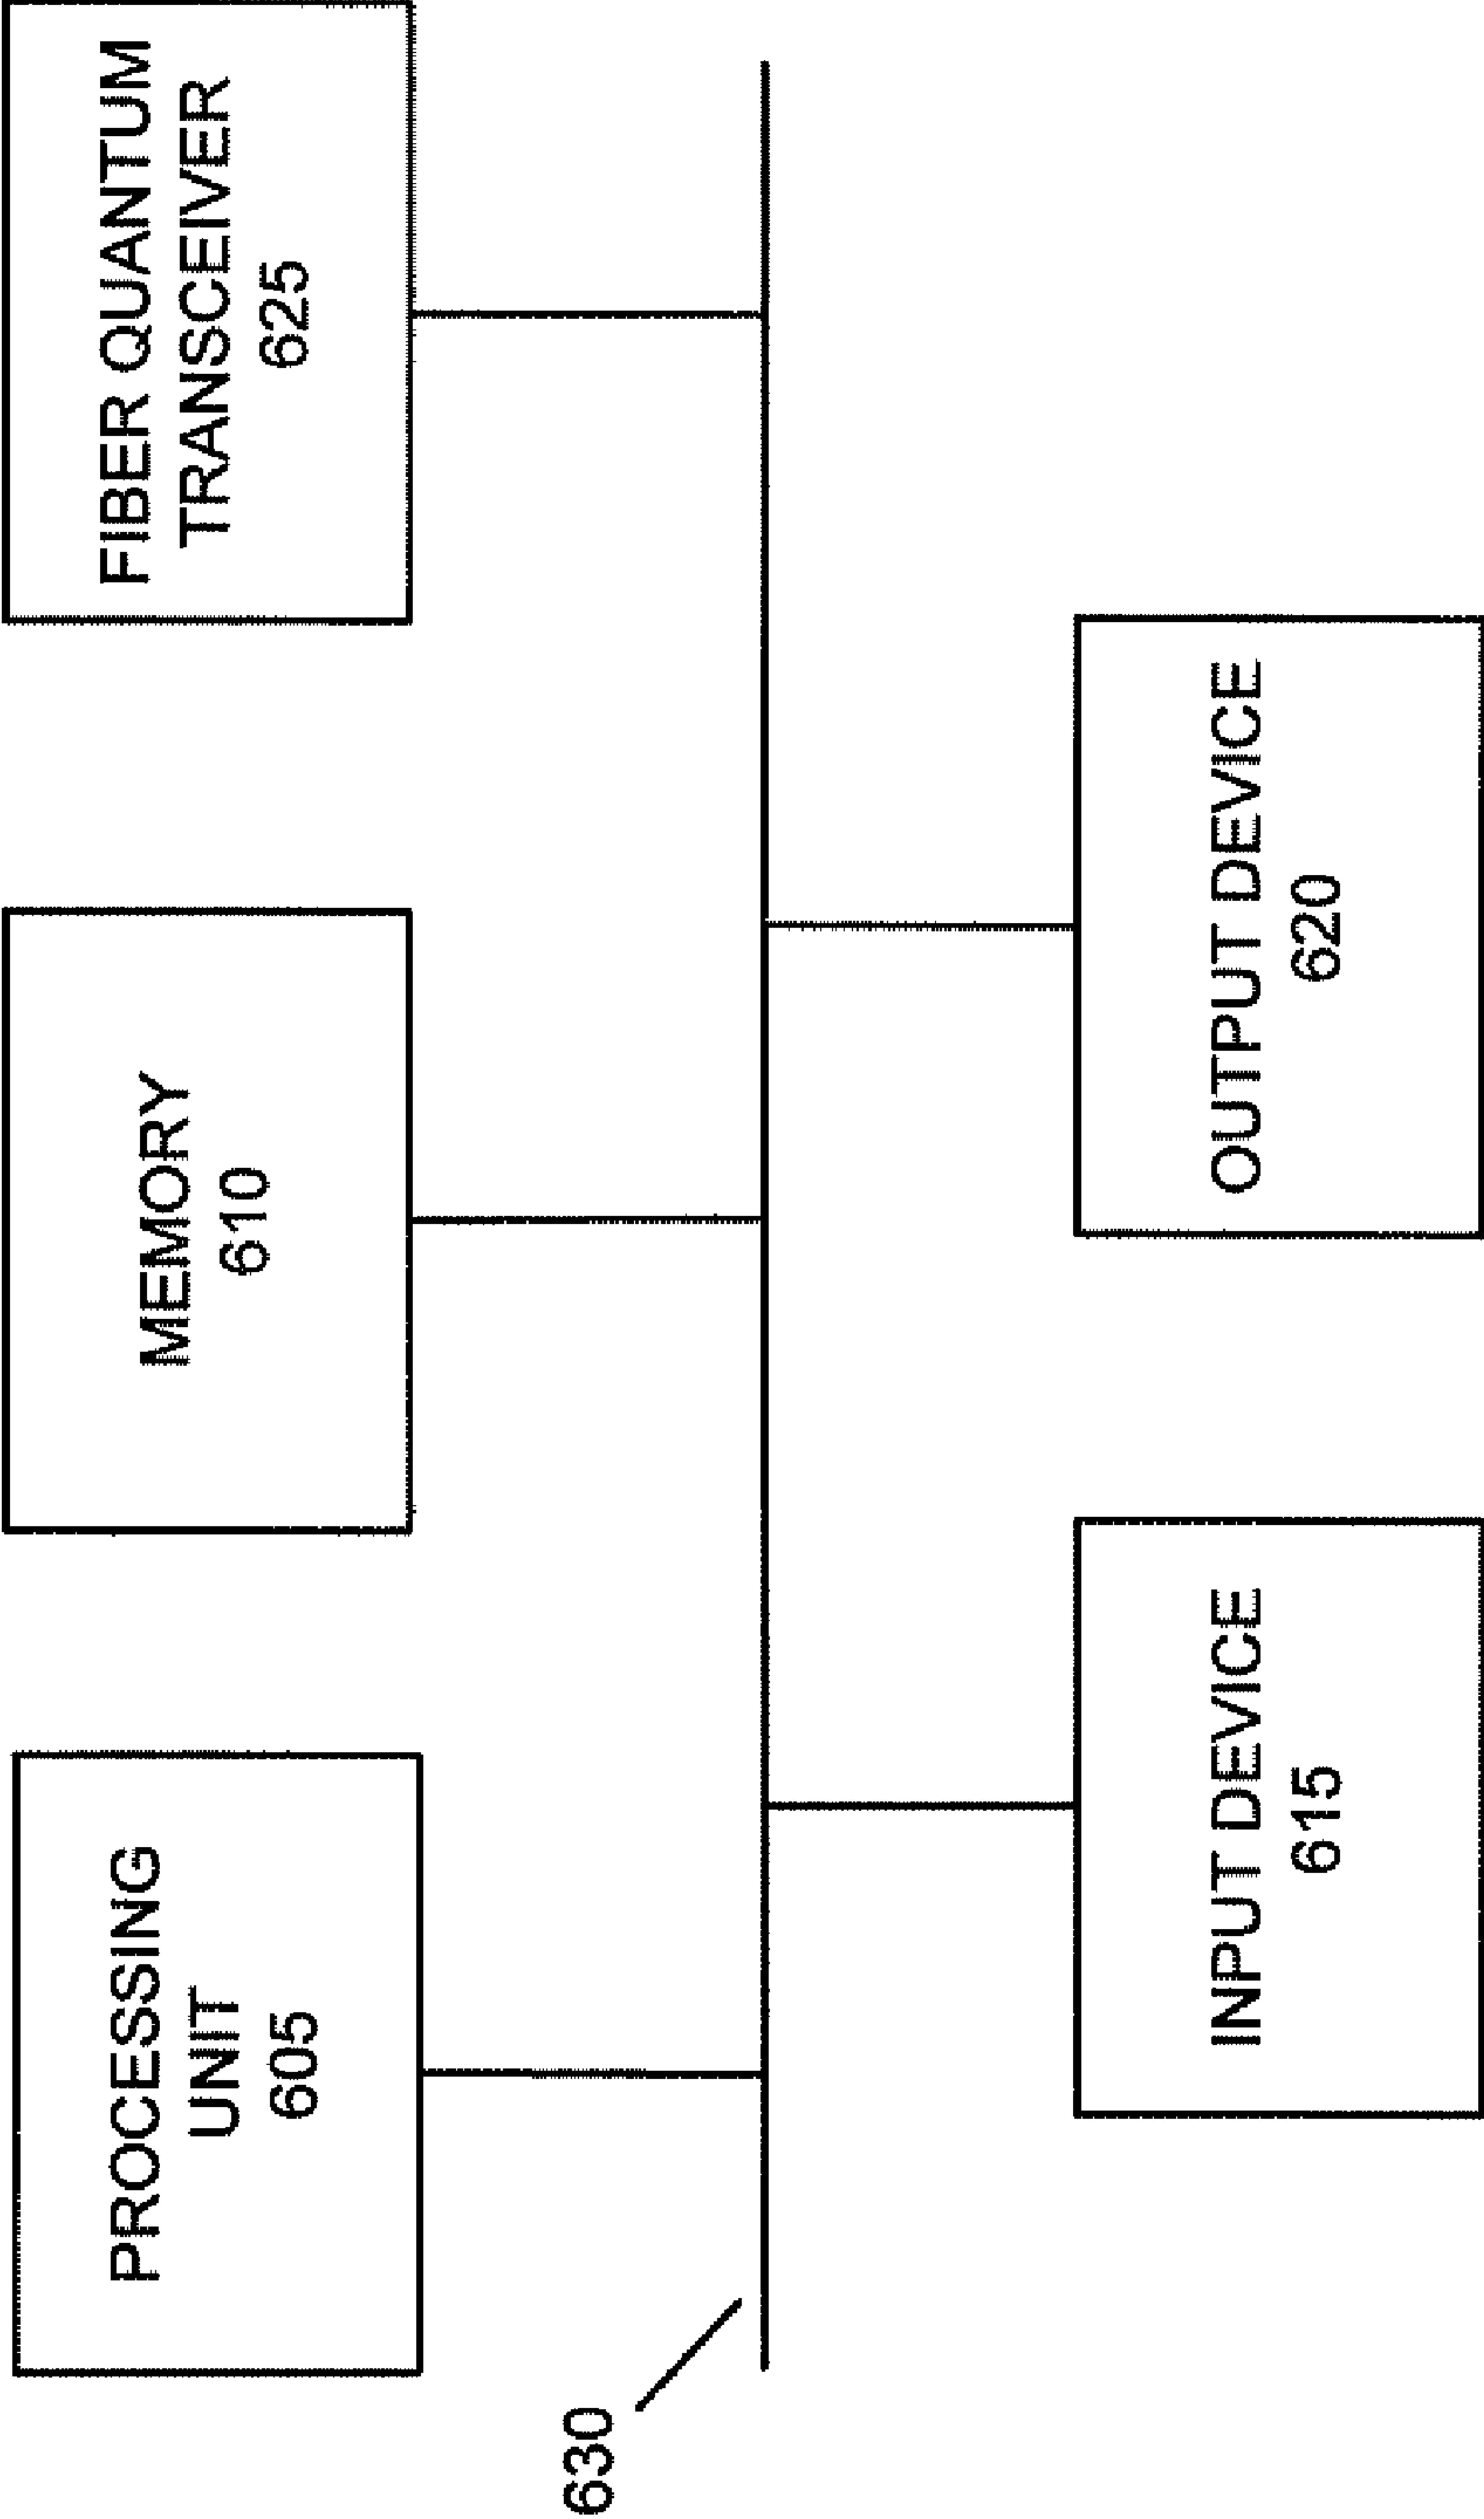 PROCESSING
UNIT
605
MEMORY
610
FIBER QUANTUM
TRANSCEIVER
625
630
INPUT DEVICE
615
OUTPUT DEVICE
620